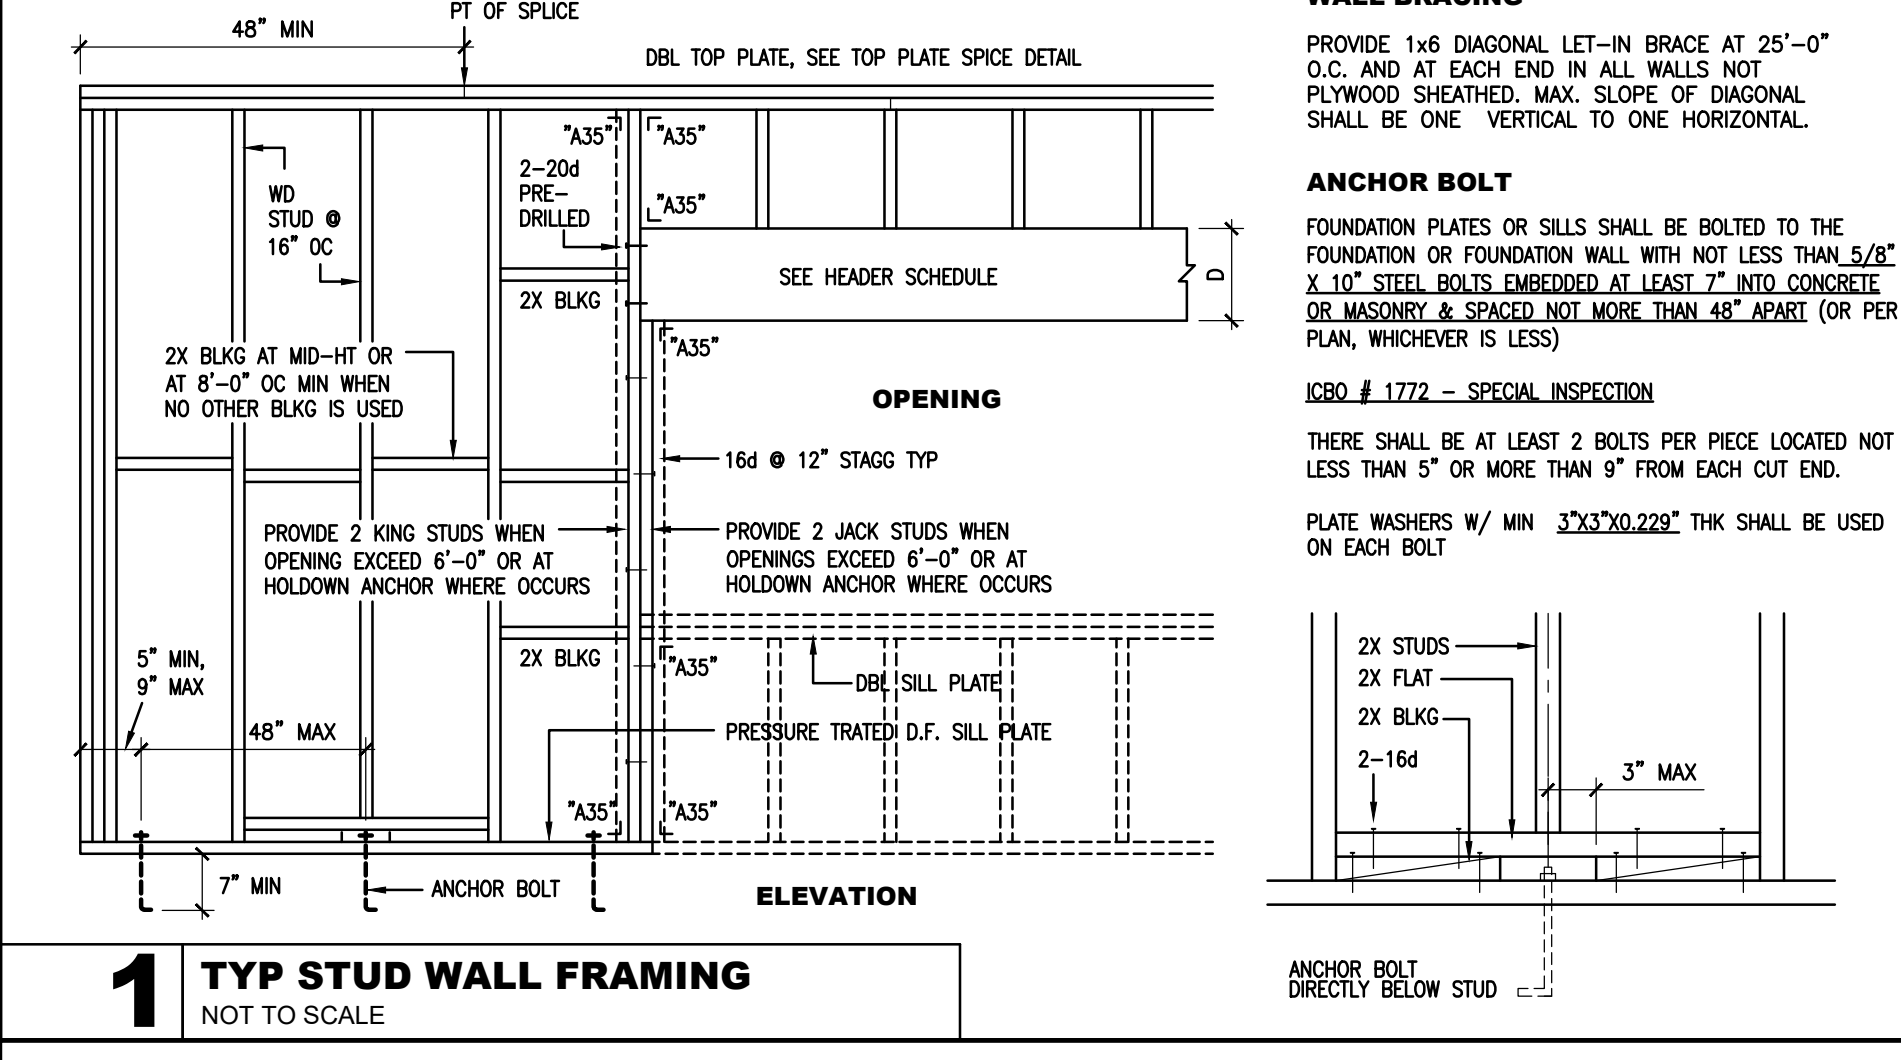 PT OF SPLICE
48" MIN
DBL TOP PLATE, SEE TOP PLATE SPICE DETAIL
"A35"
"A35"
2-20d
PRE-
DRILLED
"A35"
WD
STUD @
16" OC
SEE HEADER SCHEDULE
D
2X BLKG
2X BLKG AT MID-HT OR
AT 8'-0" OC MIN WHEN
NO OTHER BLKG IS USED
"A35"
OPENING
16d @ 12" STAGG TYP
PROVIDE 2 KING STUDS WHEN
OPENING EXCEED 6'-0" OR AT
HOLDOWN ANCHOR WHERE OCCURS
PROVIDE 2 JACK STUDS WHEN
OPENINGS EXCEED 6'-0" OR AT
HOLDOWN ANCHOR WHERE OCCURS
5" MIN,
9" MAX
2X BLKG
"A35"
DBL SILL PLATE
48" MAX
PRESSURE TRATED D.F. SILL PLATE
"A35"
"A35"
7" MIN
ANCHOR BOLT
ELEVATION
1
TYP STUD WALL FRAMING
NOT TO SCALE
WALL BRACING
PROVIDE 1x6 DIAGONAL LET-IN BRACE AT 25'-0"
O.C. AND AT EACH END IN ALL WALLS NOT
PLYWOOD SHEATHED. MAX. SLOPE OF DIAGONAL
SHALL BE ONE VERTICAL TO ONE HORIZONTAL.
ANCHOR BOLT
FOUNDATION PLATES OR SILLS SHALL BE BOLTED TO THE
FOUNDATION OR FOUNDATION WALL WITH NOT LESS THAN 5/8"
X 10" STEEL BOLTS EMBEDDED AT LEAST 7" INTO CONCRETE
OR MASONRY & SPACED NOT MORE THAN 48" APART (OR PER
PLAN, WHICHEVER IS LESS)
ICBO # 1772 - SPECIAL INSPECTION
THERE SHALL BE AT LEAST 2 BOLTS PER PIECE LOCATED NOT
LESS THAN 5" OR MORE THAN 9" FROM EACH CUT END.
PLATE WASHERS W/ MIN 3"X3"X0.229" THK SHALL BE USED
ON EACH BOLT
2X STUDS
2X FLAT
2X BLKG
2-16d
3" MAX
ANCHOR BOLT
DIRECTLY BELOW STUD